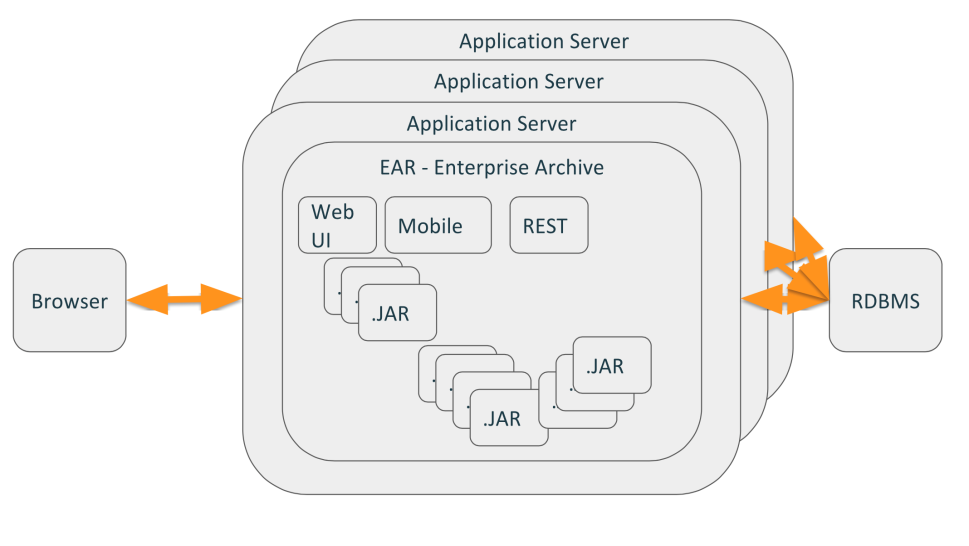 Application Server
Application Server
Application Server
EAR - Enterprise Archive
Web
UI
Mobile
REST
.JAR
.JAR
.JAR
Browser
RDBMS